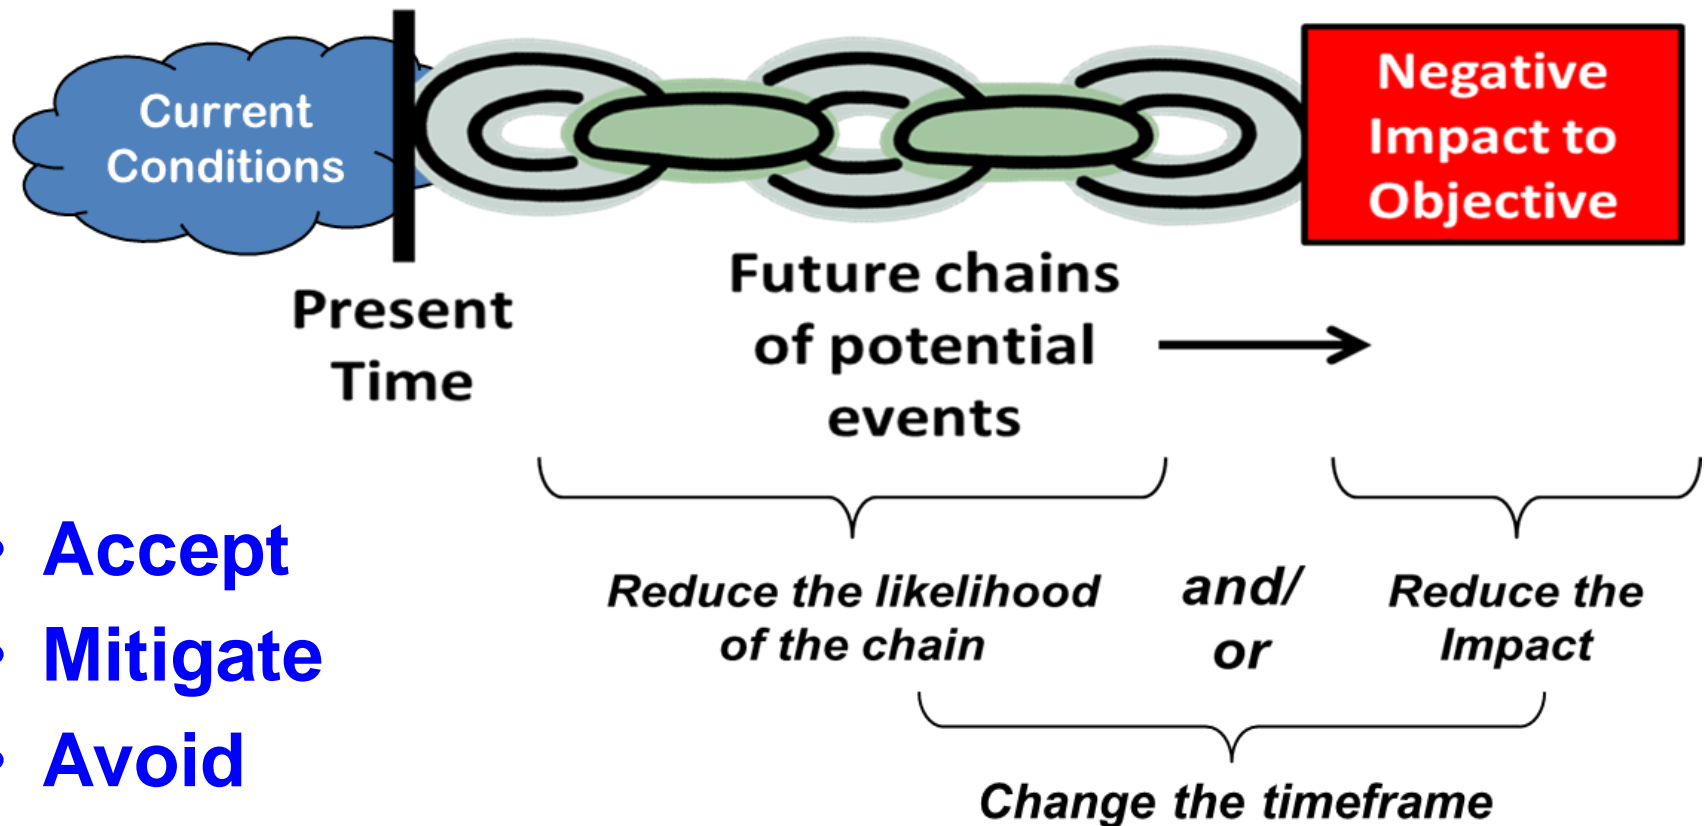 Current
Conditions
Negative
Impact to
Objective
Present
Time
Future chains
of potential
events
• Accept
• Mitigate
• Avoid
Reduce the likelihood
of the chain
and/
or
Reduce the
Impact
Change the timeframe